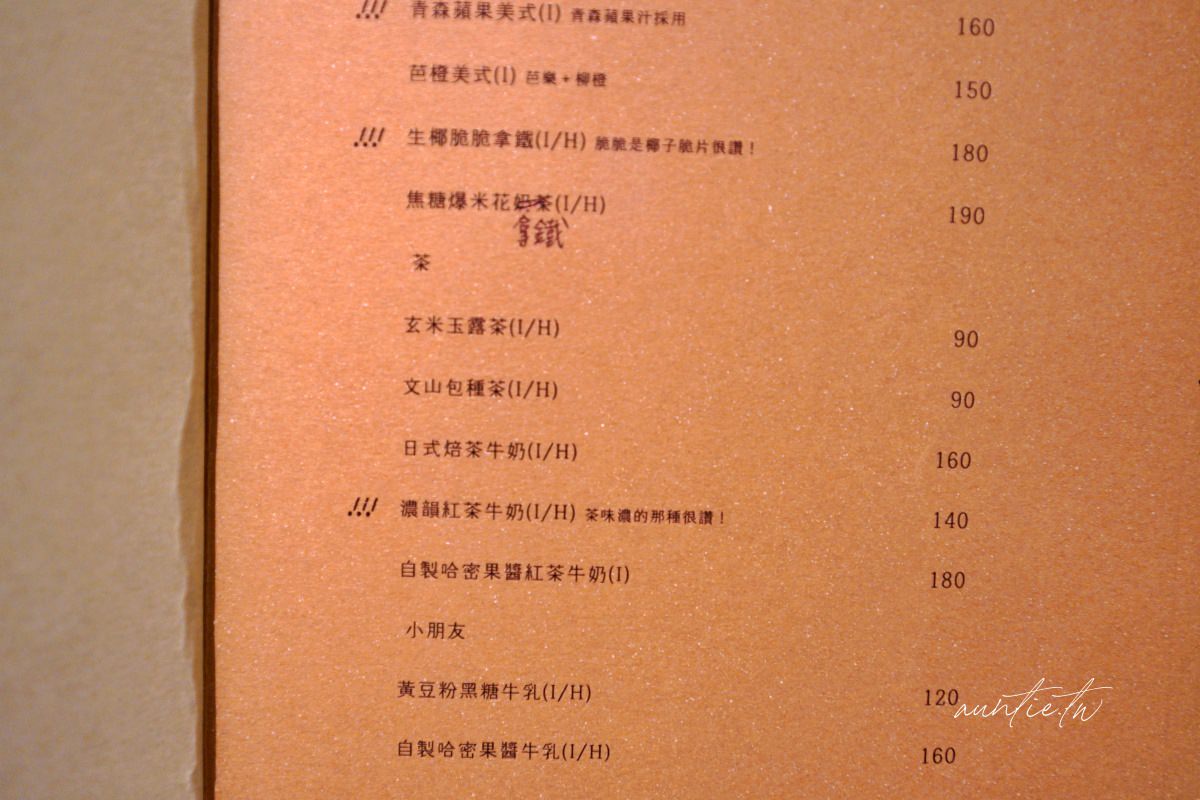 !!! 青森蘋果美式(I) 青森蘋果汁採用 160
芭橙美式(I) 芭樂+柳橙 150
!!! 生椰脆脆拿鐵(I/H) 脆脆是椰子脆片很讚！ 180
焦糖爆米花奶茶(I/H) 190
拿鐵
茶
玄米玉露茶(I/H) 90
文山包種茶(I/H) 90
日式焙茶牛奶(I/H) 160
!!! 濃韻紅茶牛奶(I/H) 茶味濃的那種很讚！ 140
自製哈密果醬紅茶牛奶(I) 180
小朋友
黃豆粉黑糖牛乳(I/H) 120
auntie.tw
自製哈密果醬牛乳(I/H) 160